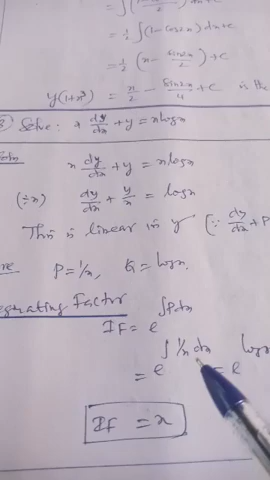 = 1/2 ∫(1-cos2x)dx+c
= 1/2 (x - sin2x/2) + c
y(1+x³) = x/2 - sin2x/4 + c is the
Solve: x dy/dx + y = x log x
x dy/dx + y = x log x
(÷x) dy/dx + y/x = log x
This is linear in y (∵ dy/dx + P
P = 1/x, Q = log x.
Integrating Factor
IF = e^∫Pdx
= e^∫1/x dx = e^log x
If = x